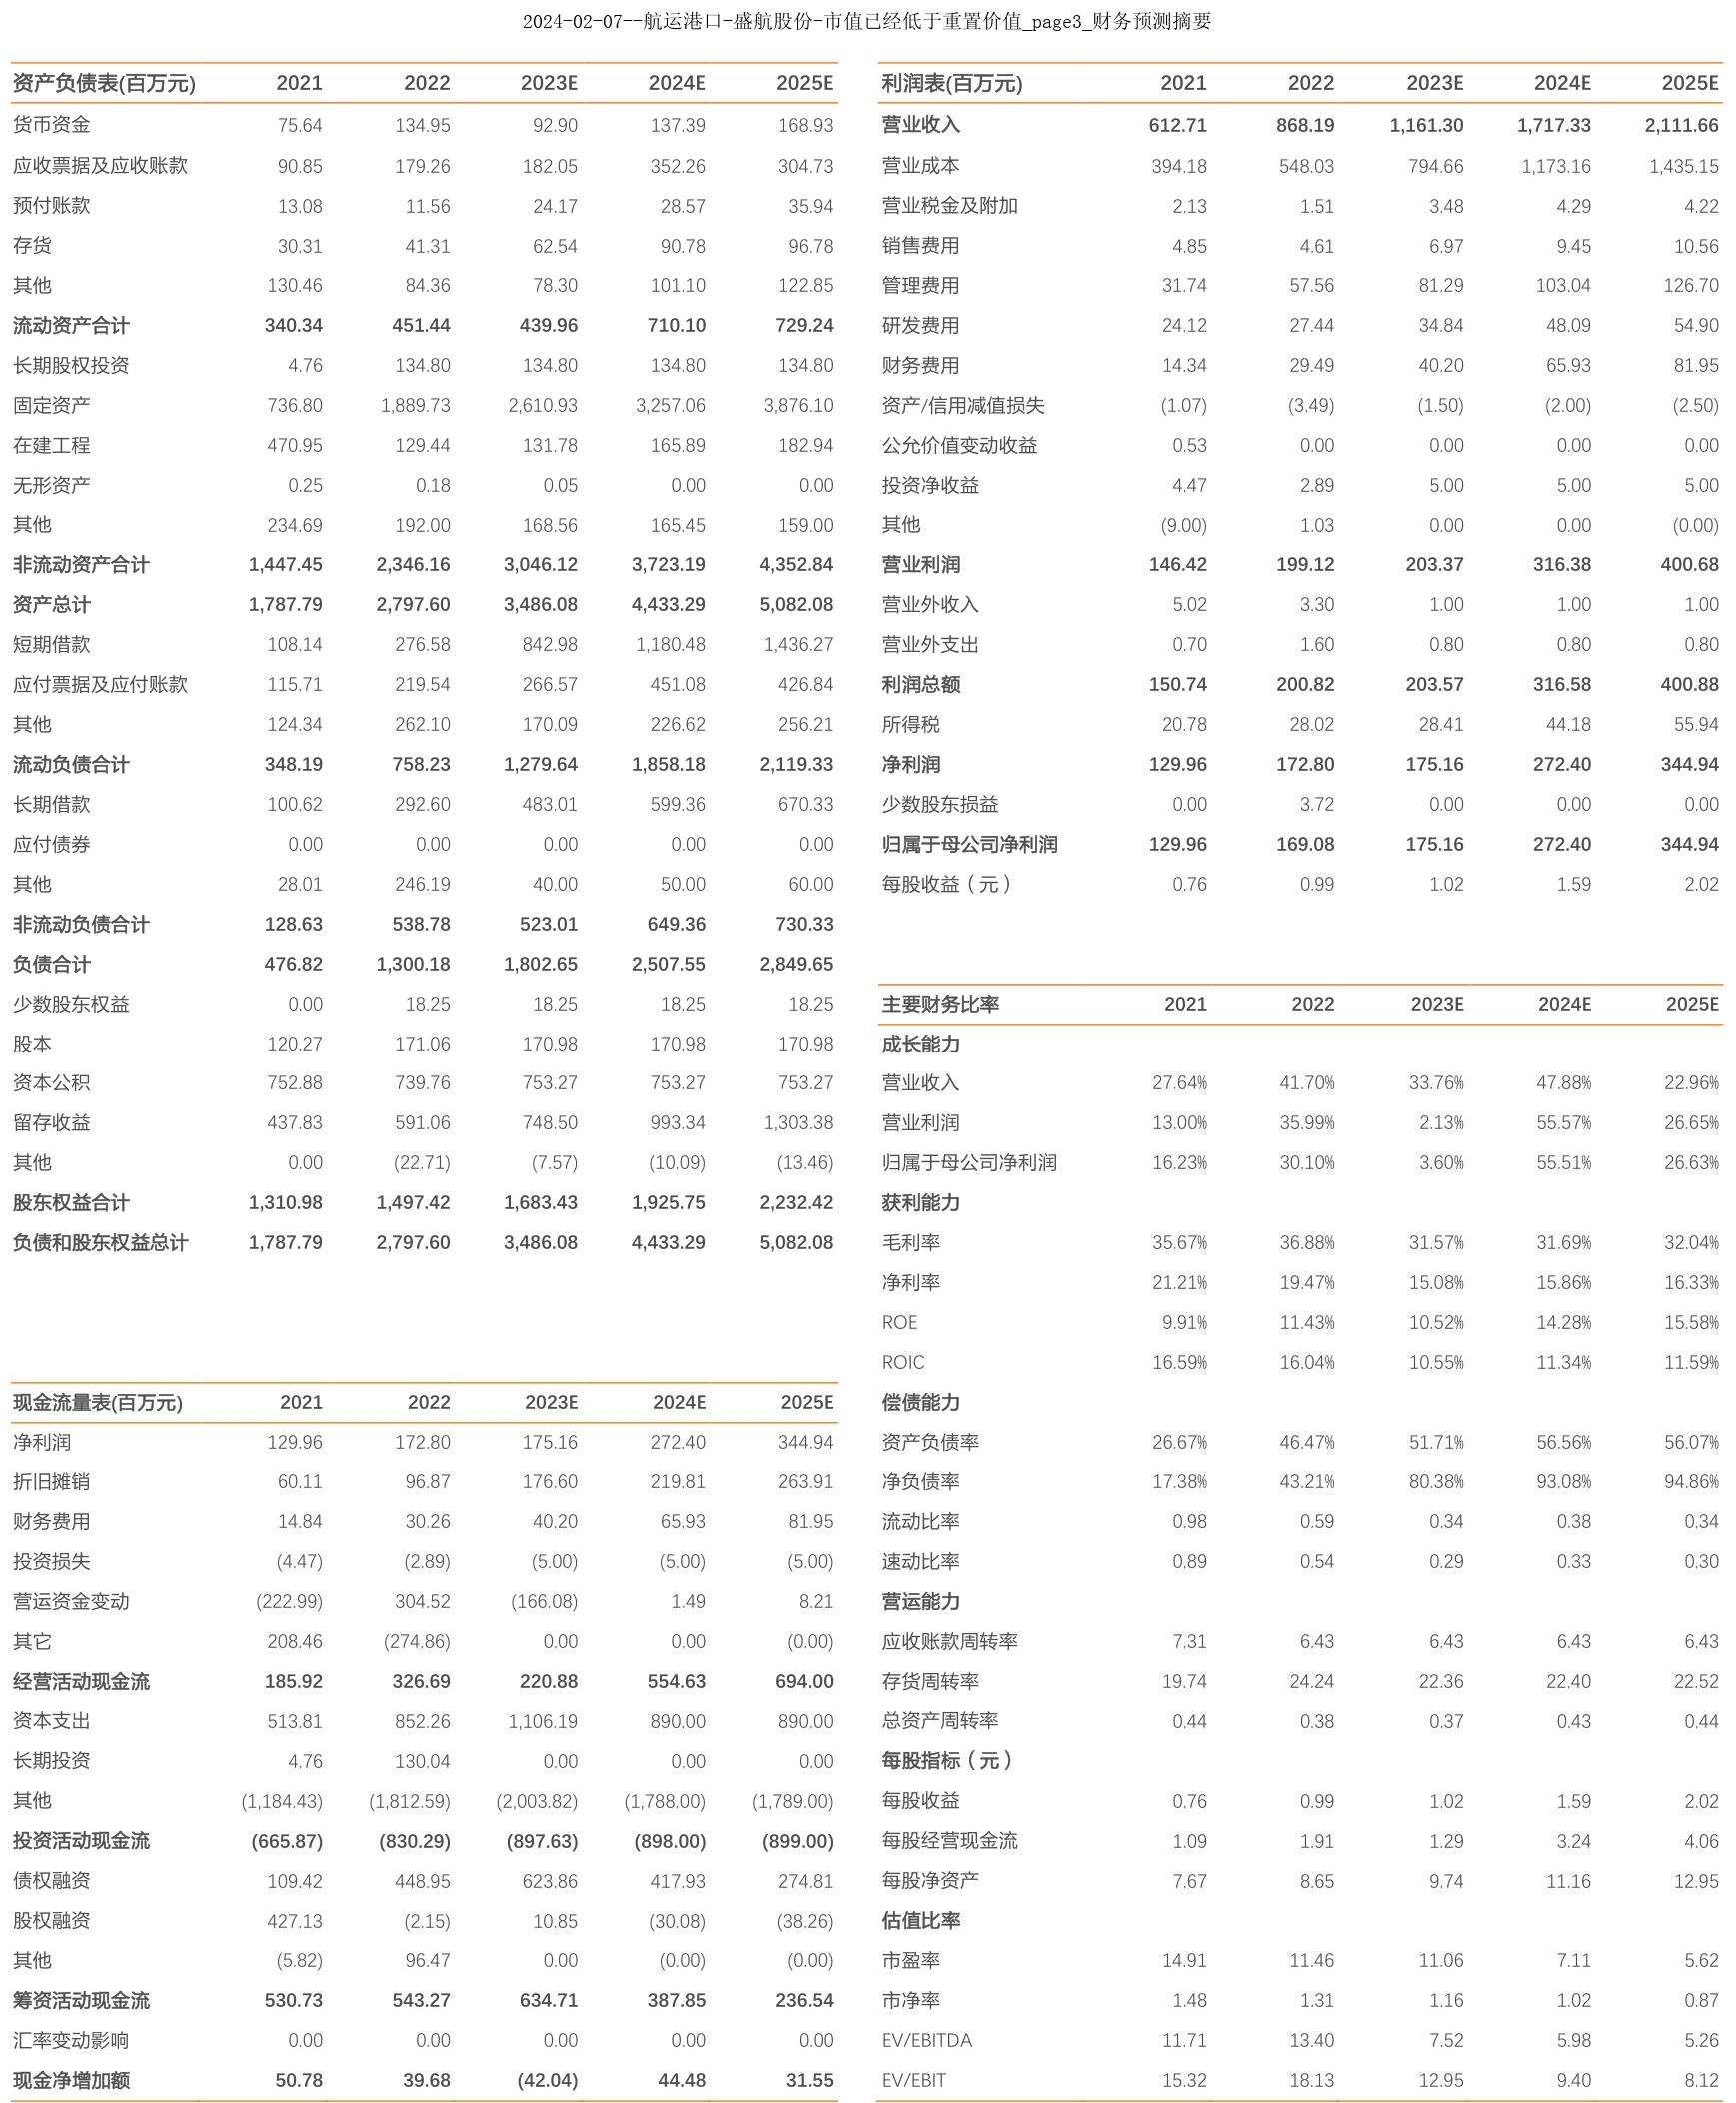 2024-02-07--航运港口-盛航股份-市值已经低于重置价值_page3_财务预测摘要
资产负债表(百万元) 2021 2022 2023E 2024E 2025E
货币资金 75.64 134.95 92.90 137.39 168.93
应收票据及应收账款 90.85 179.26 182.05 352.26 304.73
预付账款 13.08 11.56 24.17 28.57 35.94
存货 30.31 41.31 62.54 90.78 96.78
其他 130.46 84.36 78.30 101.10 122.85
流动资产合计 340.34 451.44 439.96 710.10 729.24
长期股权投资 4.76 134.80 134.80 134.80 134.80
固定资产 736.80 1,889.73 2,610.93 3,257.06 3,876.10
在建工程 470.95 129.44 131.78 165.89 182.94
无形资产 0.25 0.18 0.05 0.00 0.00
其他 234.69 192.00 168.56 165.45 159.00
非流动资产合计 1,447.45 2,346.16 3,046.12 3,723.19 4,352.84
资产总计 1,787.79 2,797.60 3,486.08 4,433.29 5,082.08
短期借款 108.14 276.58 842.98 1,180.48 1,436.27
应付票据及应付账款 115.71 219.54 266.57 451.08 426.84
其他 124.34 262.10 170.09 226.62 256.21
流动负债合计 348.19 758.23 1,279.64 1,858.18 2,119.33
长期借款 100.62 292.60 483.01 599.36 670.33
应付债券 0.00 0.00 0.00 0.00 0.00
其他 28.01 246.19 40.00 50.00 60.00
非流动负债合计 128.63 538.78 523.01 649.36 730.33
负债合计 476.82 1,300.18 1,802.65 2,507.55 2,849.65
少数股东权益 0.00 18.25 18.25 18.25 18.25
股本 120.27 171.06 170.98 170.98 170.98
资本公积 752.88 739.76 753.27 753.27 753.27
留存收益 437.83 591.06 748.50 993.34 1,303.38
其他 0.00 (22.71) (7.57) (10.09) (13.46)
股东权益合计 1,310.98 1,497.42 1,683.43 1,925.75 2,232.42
负债和股东权益总计 1,787.79 2,797.60 3,486.08 4,433.29 5,082.08
现金流量表(百万元) 2021 2022 2023E 2024E 2025E
净利润 129.96 172.80 175.16 272.40 344.94
折旧摊销 60.11 96.87 176.60 219.81 263.91
财务费用 14.84 30.26 40.20 65.93 81.95
投资损失 (4.47) (2.89) (5.00) (5.00) (5.00)
营运资金变动 (222.99) 304.52 (166.08) 1.49 8.21
其它 208.46 (274.86) 0.00 0.00 (0.00)
经营活动现金流 185.92 326.69 220.88 554.63 694.00
资本支出 513.81 852.26 1,106.19 890.00 890.00
长期投资 4.76 130.04 0.00 0.00 0.00
其他 (1,184.43) (1,812.59) (2,003.82) (1,788.00) (1,789.00)
投资活动现金流 (665.87) (830.29) (897.63) (898.00) (899.00)
债权融资 109.42 448.95 623.86 417.93 274.81
股权融资 427.13 (2.15) 10.85 (30.08) (38.26)
其他 (5.82) 96.47 0.00 (0.00) (0.00)
筹资活动现金流 530.73 543.27 634.71 387.85 236.54
汇率变动影响 0.00 0.00 0.00 0.00 0.00
现金净增加额 50.78 39.68 (42.04) 44.48 31.55
利润表(百万元) 2021 2022 2023E 2024E 2025E
营业收入 612.71 868.19 1,161.30 1,717.33 2,111.66
营业成本 394.18 548.03 794.66 1,173.16 1,435.15
营业税金及附加 2.13 1.51 3.48 4.29 4.22
销售费用 4.85 4.61 6.97 9.45 10.56
管理费用 31.74 57.56 81.29 103.04 126.70
研发费用 24.12 27.44 34.84 48.09 54.90
财务费用 14.34 29.49 40.20 65.93 81.95
资产/信用减值损失 (1.07) (3.49) (1.50) (2.00) (2.50)
公允价值变动收益 0.53 0.00 0.00 0.00 0.00
投资净收益 4.47 2.89 5.00 5.00 5.00
其他 (9.00) 1.03 0.00 0.00 (0.00)
营业利润 146.42 199.12 203.37 316.38 400.68
营业外收入 5.02 3.30 1.00 1.00 1.00
营业外支出 0.70 1.60 0.80 0.80 0.80
利润总额 150.74 200.82 203.57 316.58 400.88
所得税 20.78 28.02 28.41 44.18 55.94
净利润 129.96 172.80 175.16 272.40 344.94
少数股东损益 0.00 3.72 0.00 0.00 0.00
归属于母公司净利润 129.96 169.08 175.16 272.40 344.94
每股收益（元） 0.76 0.99 1.02 1.59 2.02
主要财务比率 2021 2022 2023E 2024E 2025E
成长能力
营业收入 27.64% 41.70% 33.76% 47.88% 22.96%
营业利润 13.00% 35.99% 2.13% 55.57% 26.65%
归属于母公司净利润 16.23% 30.10% 3.60% 55.51% 26.63%
获利能力
毛利率 35.67% 36.88% 31.57% 31.69% 32.04%
净利率 21.21% 19.47% 15.08% 15.86% 16.33%
ROE 9.91% 11.43% 10.52% 14.28% 15.58%
ROIC 16.59% 16.04% 10.55% 11.34% 11.59%
偿债能力
资产负债率 26.67% 46.47% 51.71% 56.56% 56.07%
净负债率 17.38% 43.21% 80.38% 93.08% 94.86%
流动比率 0.98 0.59 0.34 0.38 0.34
速动比率 0.89 0.54 0.29 0.33 0.30
营运能力
应收账款周转率 7.31 6.43 6.43 6.43 6.43
存货周转率 19.74 24.24 22.36 22.40 22.52
总资产周转率 0.44 0.38 0.37 0.43 0.44
每股指标（元）
每股收益 0.76 0.99 1.02 1.59 2.02
每股经营现金流 1.09 1.91 1.29 3.24 4.06
每股净资产 7.67 8.65 9.74 11.16 12.95
估值比率
市盈率 14.91 11.46 11.06 7.11 5.62
市净率 1.48 1.31 1.16 1.02 0.87
EV/EBITDA 11.71 13.40 7.52 5.98 5.26
EV/EBIT 15.32 18.13 12.95 9.40 8.12